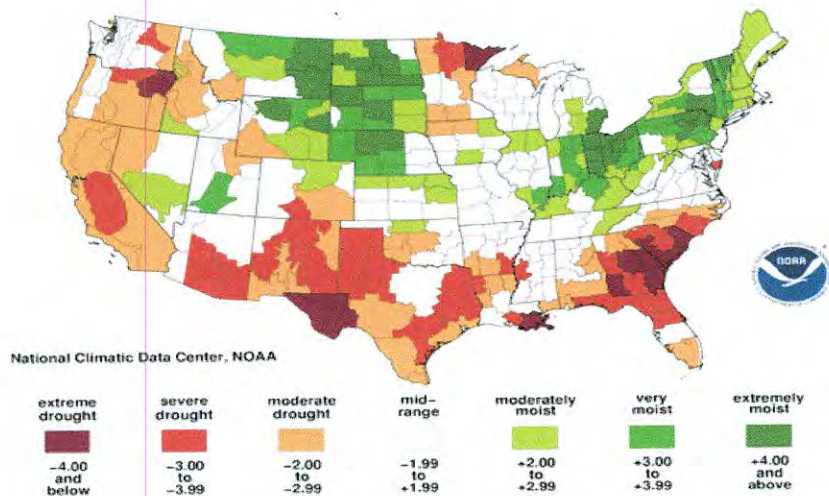 NOAA
National Climatic Data Center, NOAA
extreme drought
severe drought
moderate drought
mid-range
moderately moist
very moist
extremely moist
-4.00 and below
-3.00 to -3.99
-2.00 to -2.99
-1.99 to +1.99
+2.00 to +2.99
+3.00 to +3.99
+4.00 and above